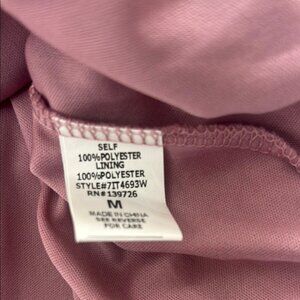 SELF
100%POLYESTER
LINING
100%POLYESTER
STYLE#7IT4693W
RN#139726
M
MADE IN CHINA
SEE REVERSE
FOR CARE